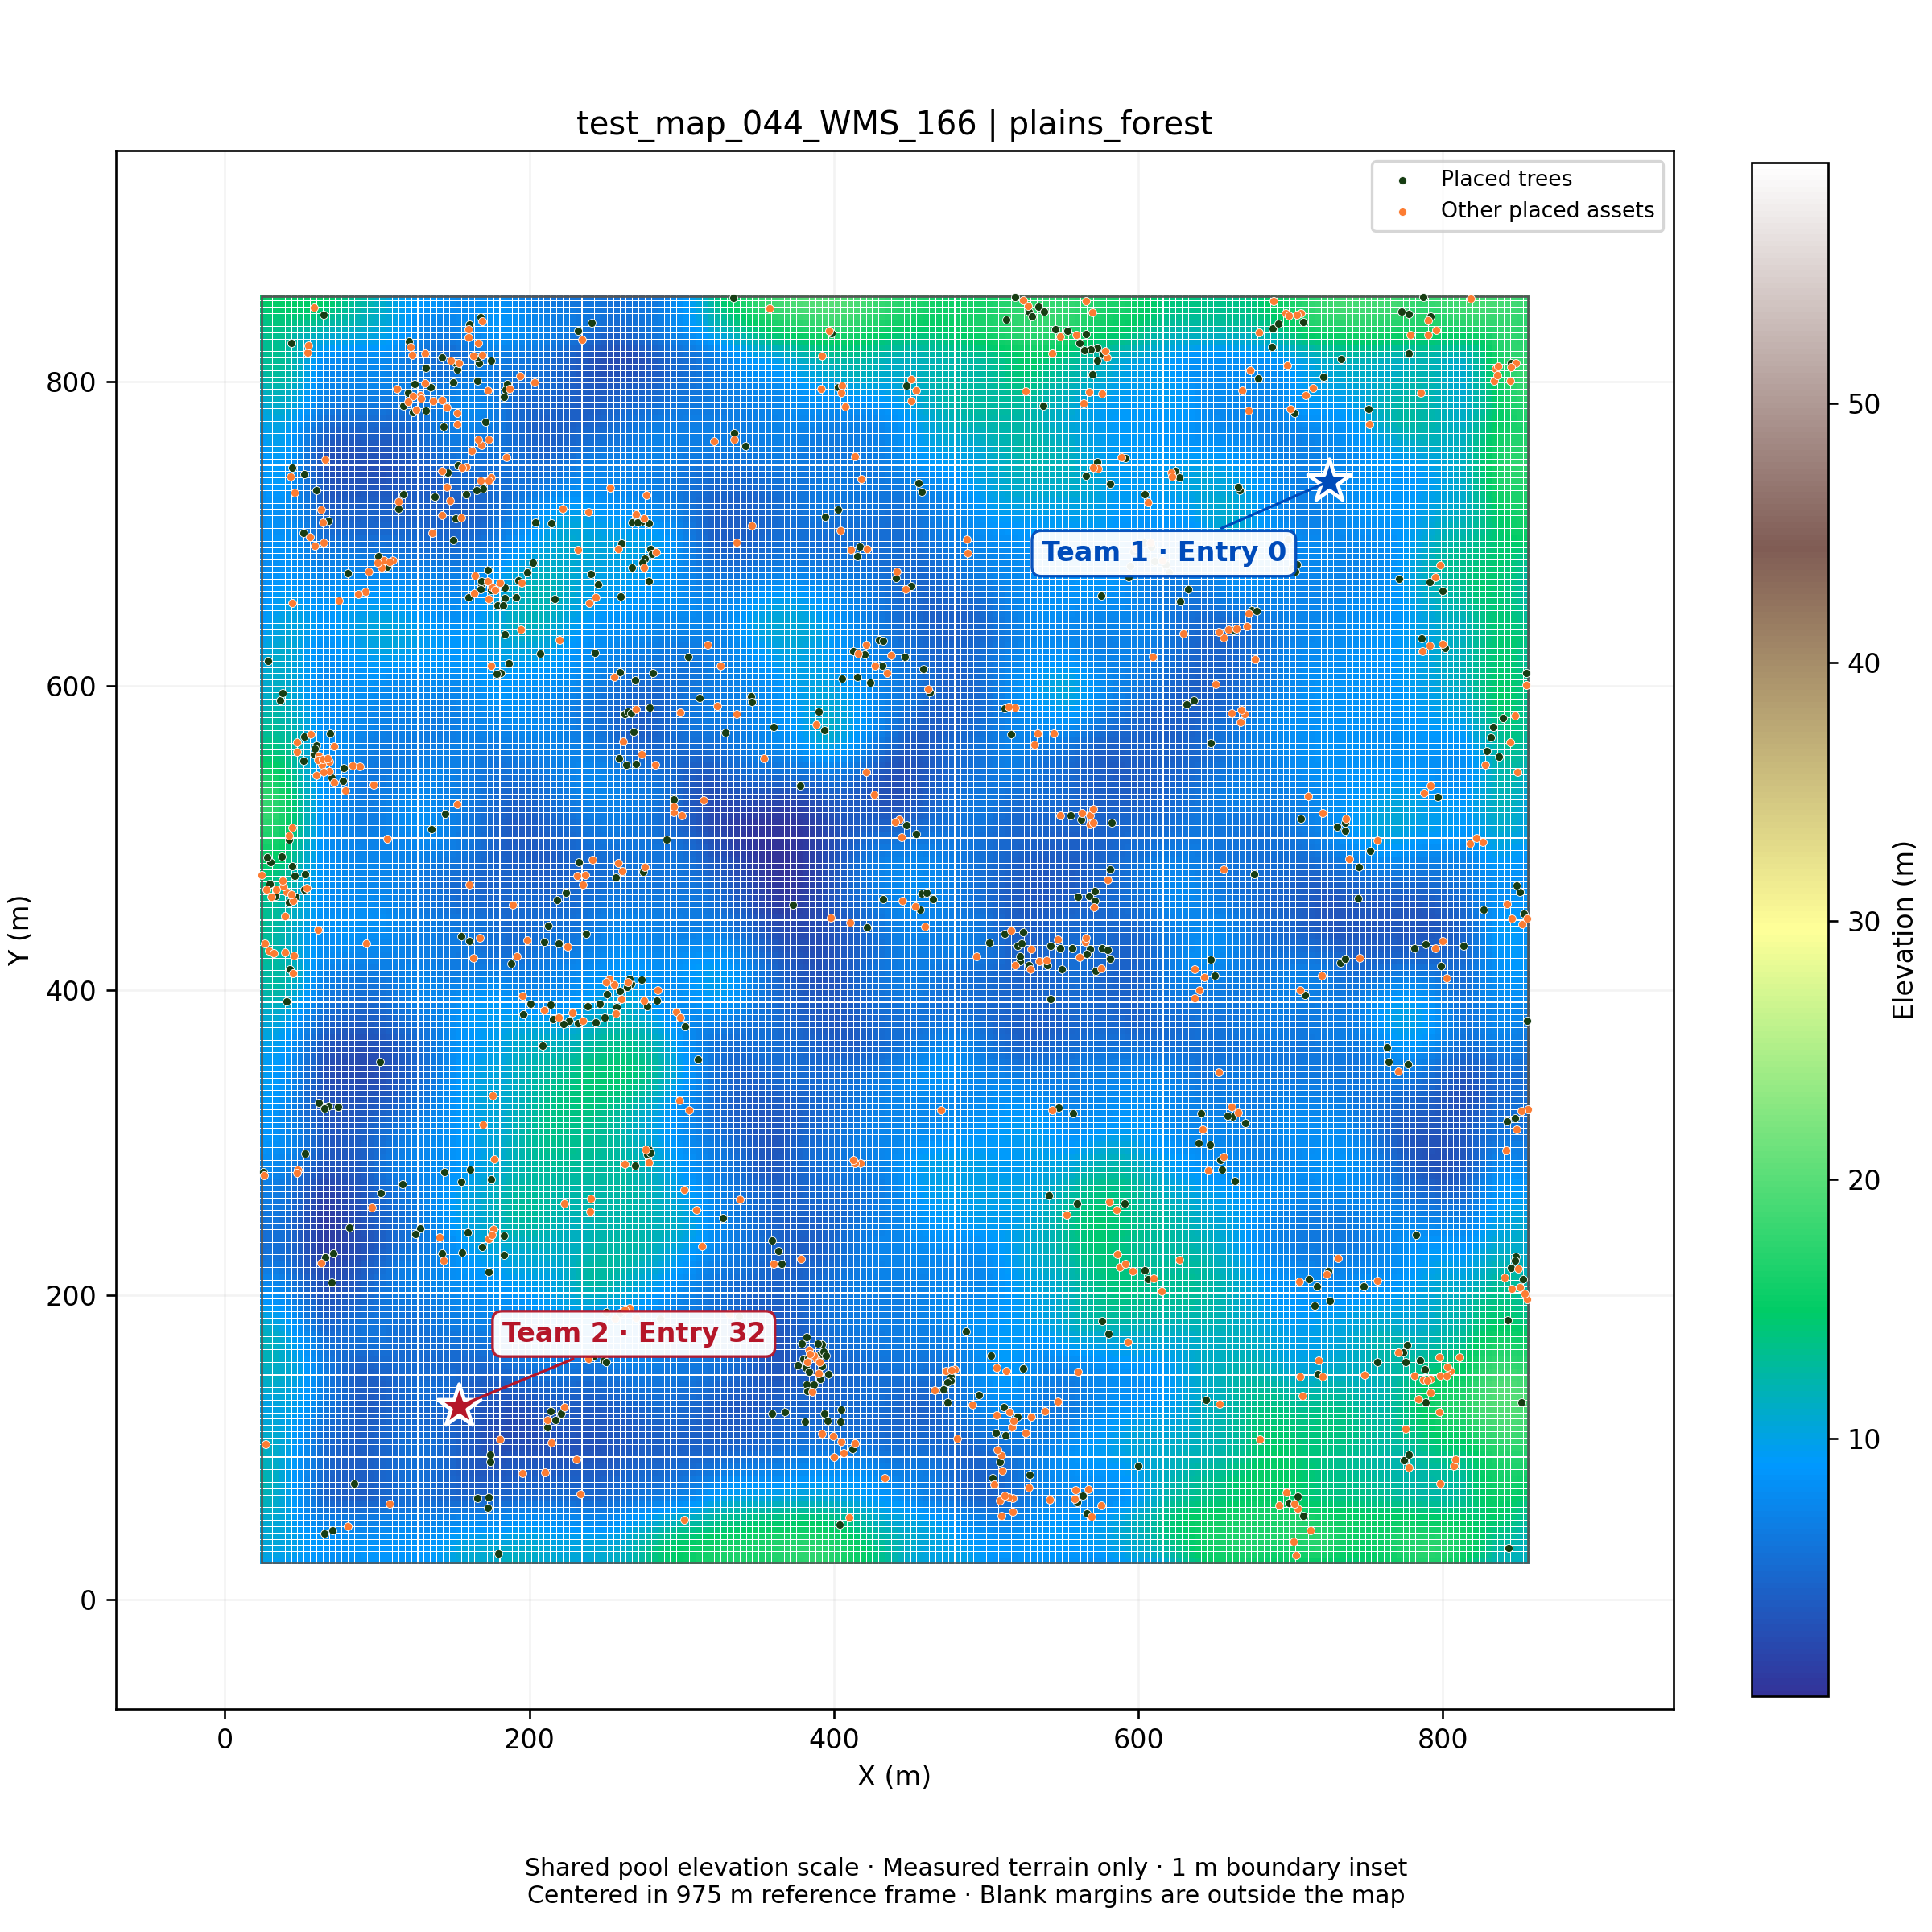 test_map_044_WMS_166 | plains_forest
Placed trees
Other placed assets
800
600
400
200
0
Y (m)
Team 1 · Entry 0
Team 2 · Entry 32
0
200
400
600
800
X (m)
50
40
30
20
10
Elevation (m)
Shared pool elevation scale · Measured terrain only · 1 m boundary inset
Centered in 975 m reference frame · Blank margins are outside the map